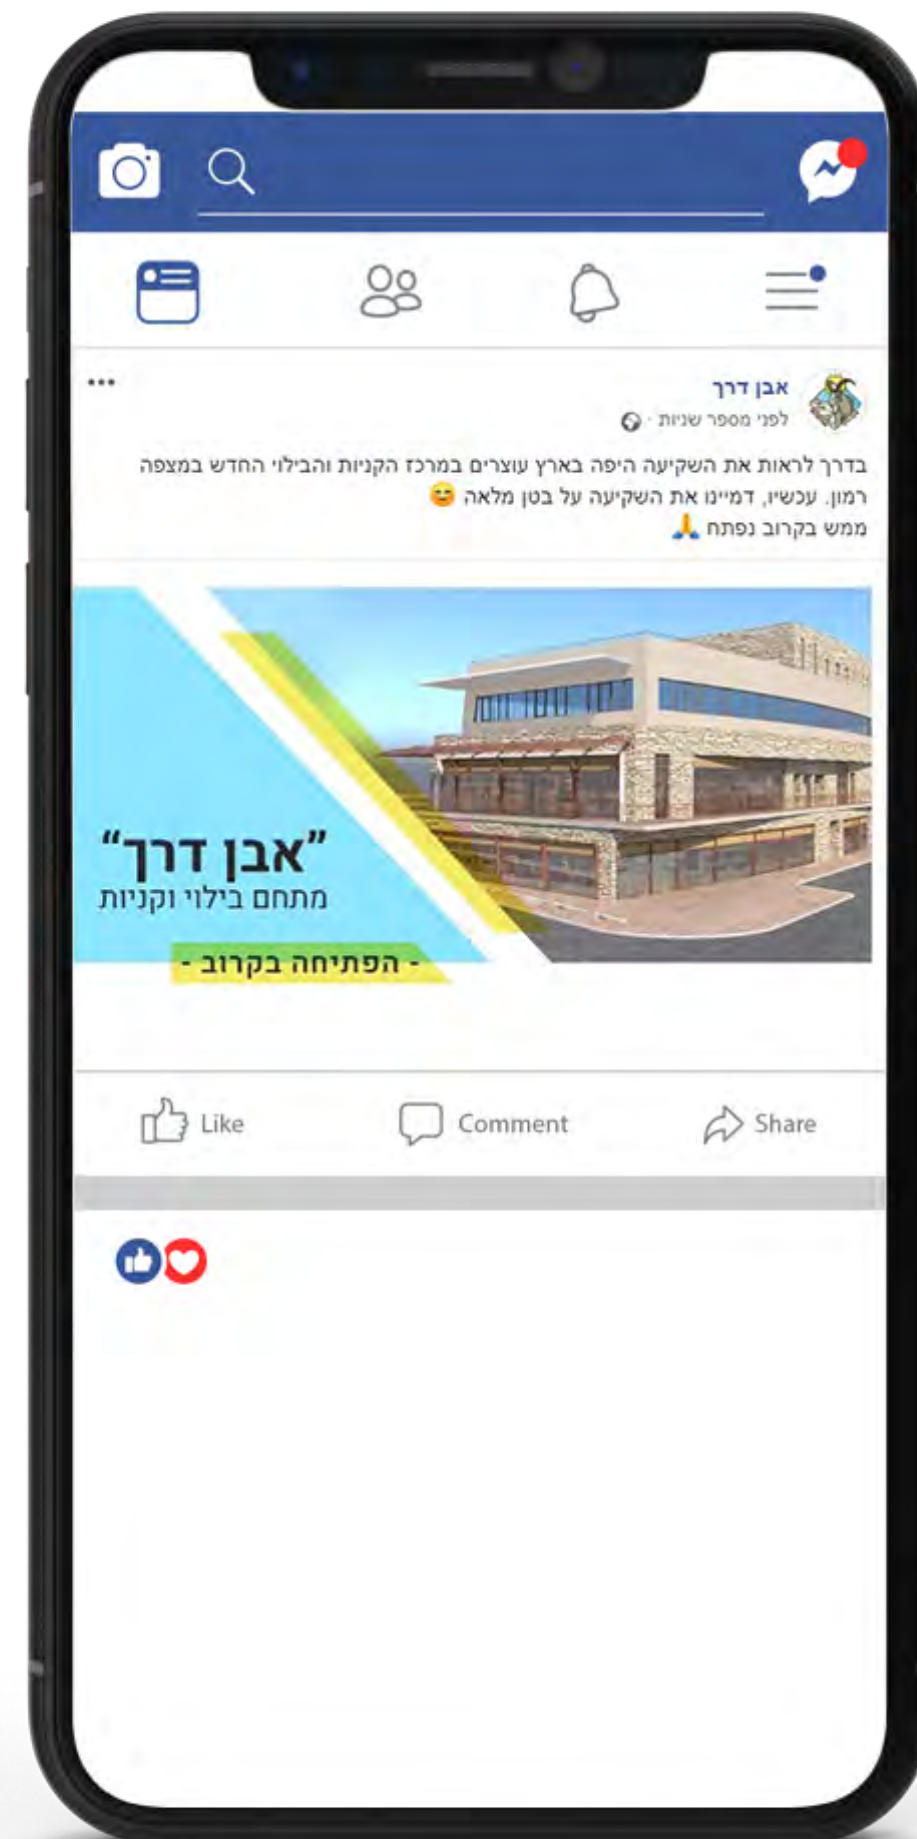 אבן דרך
לפני מספר שניות ·
בדרך לראות את השקיעה היפה בארץ עוצרים במרכז הקניות והבילוי החדש במצפה
רמון. עכשיו, דמיינו את השקיעה על בטן מלאה 😊
ממש בקרוב נפתח 🙏
”אבן דרך“
מתחם בילוי וקניות
- הפתיחה בקרוב -
Like
Comment
Share